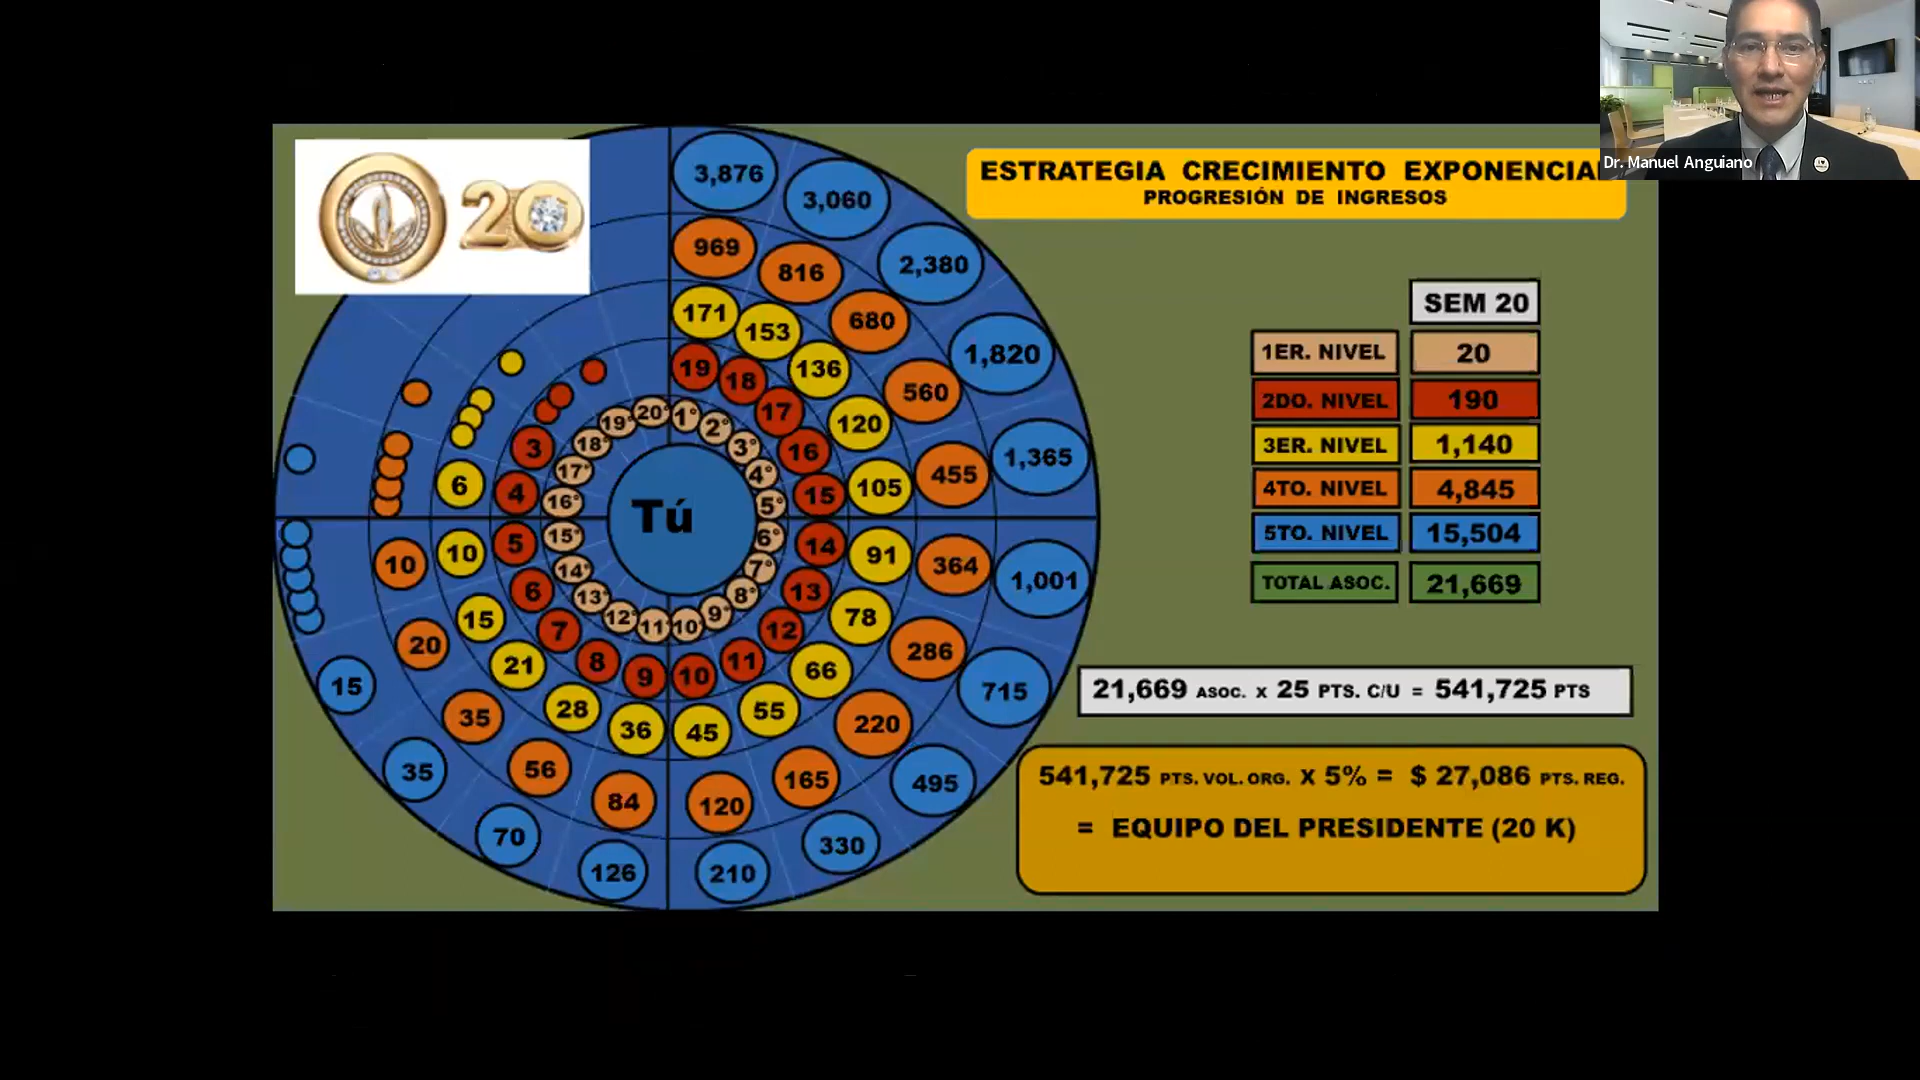 Dr. Manuel Anguiano
20
ESTRATEGIA CRECIMIENTO EXPONENCIAL
PROGRESIÓN DE INGRESOS
SEM 20
1ER. NIVEL 20
2DO. NIVEL 190
3ER. NIVEL 1,140
4TO. NIVEL 4,845
5TO. NIVEL 15,504
TOTAL ASOC. 21,669
21,669 ASOC. x 25 PTS. C/U = 541,725 PTS
541,725 PTS. VOL. ORG. X 5% = $ 27,086 PTS. REG.
= EQUIPO DEL PRESIDENTE (20 K)
Tú
1° 2° 3° 4° 5° 6° 7° 8° 9° 10 11 12° 13° 14° 15° 16° 17° 18° 19° 20°
19 18 17 16 15 14 13 12 11 10 9 8 7 6 5 4 3
171 153 136 120 105 91 78 66 55 45 36 28 21 15 10 6
969 816 680 560 455 364 286 220 165 120 84 56 35 20 10
3,876 3,060 2,380 1,820 1,365 1,001 715 495 330 210 126 70 35 15